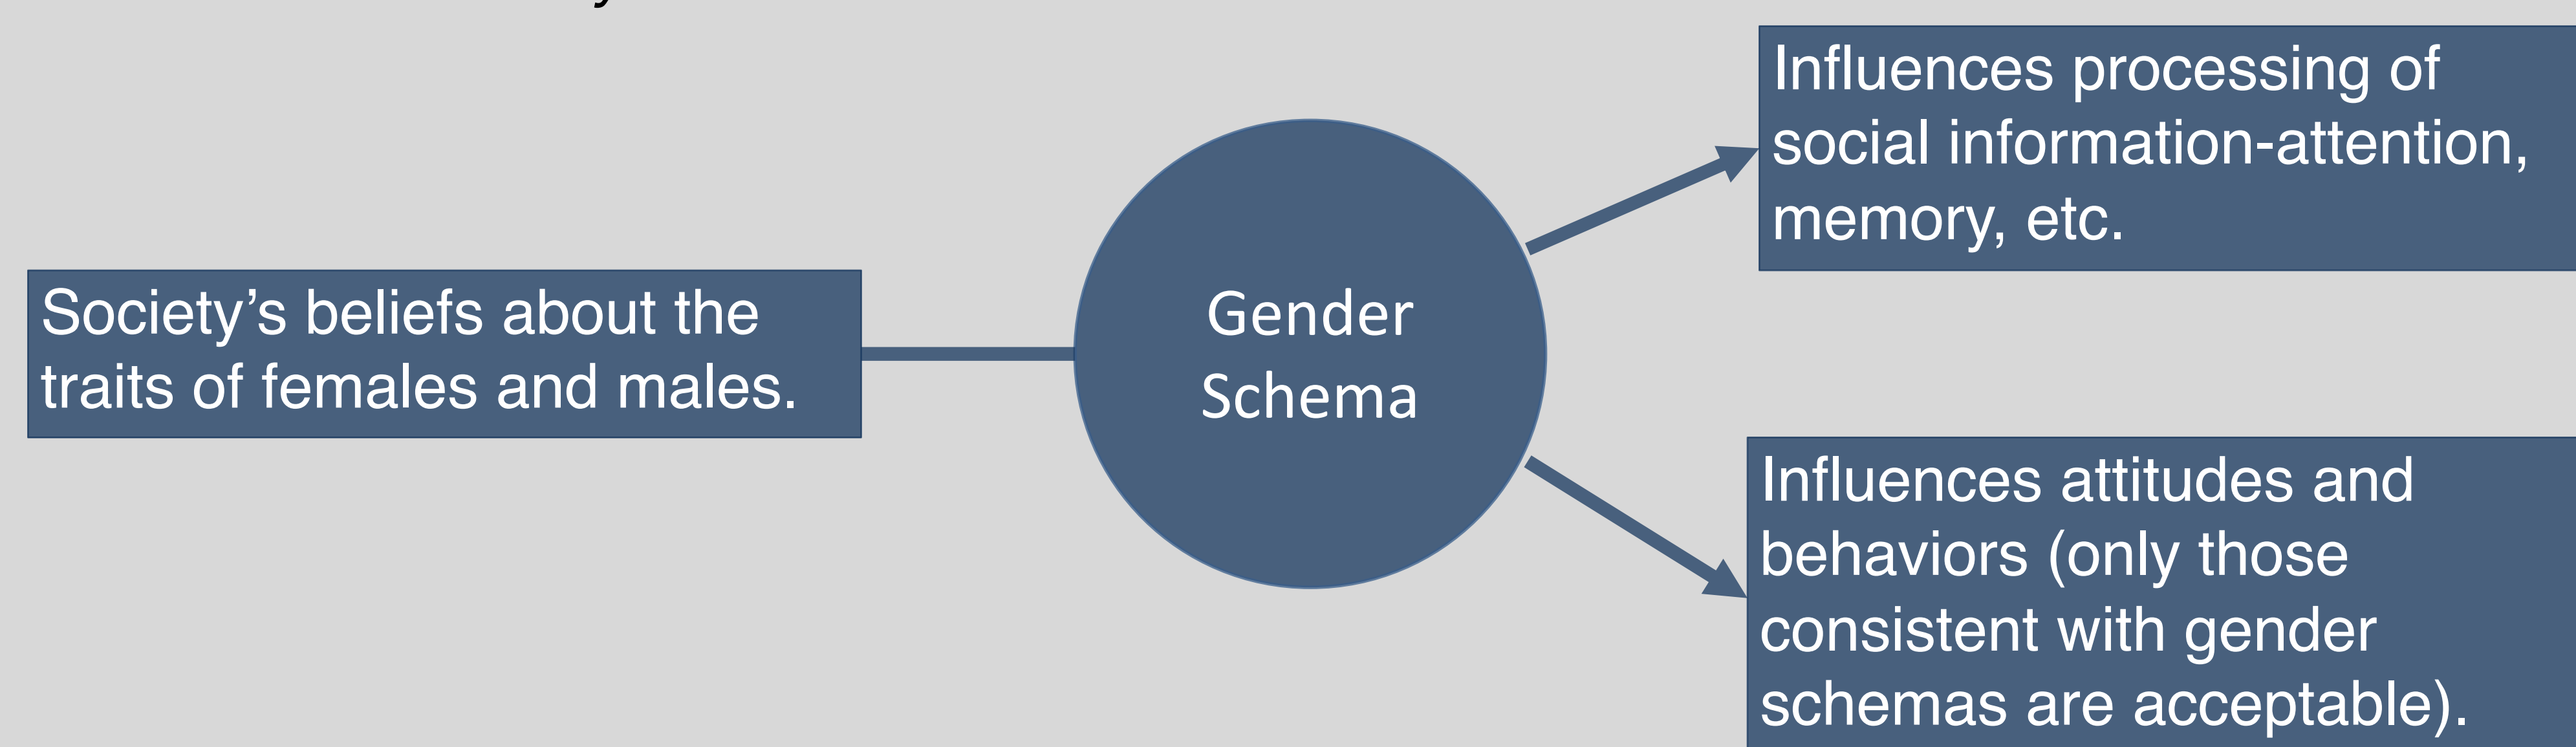 Influences processing of
social information-attention,
memory, etc.
Society’s beliefs about the
traits of females and males.
Gender
Schema
Influences attitudes and
behaviors (only those
consistent with gender
schemas are acceptable).